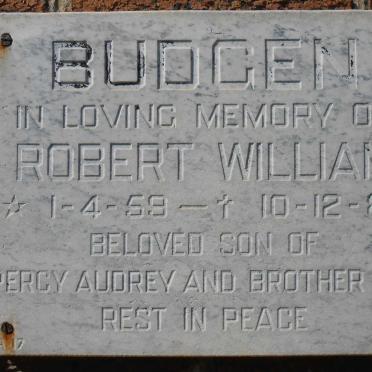 BUDGEN
IN LOVING MEMORY O
ROBERT WILLIAM
☆ 1-4-59 — † 10-12-
BELOVED SON OF
PERCY AUDREY AND BROTHER
REST IN PEACE